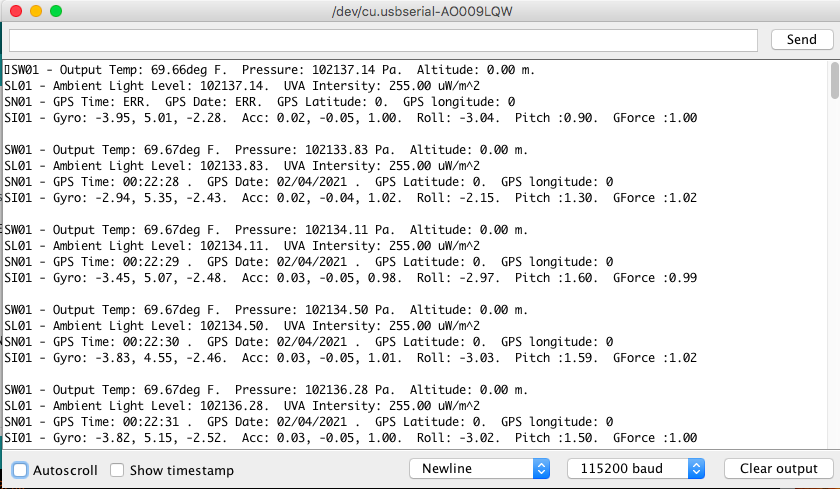 /dev/cu.usbserial-AO009LQW
Send
SW01 - Output Temp: 69.66deg F.  Pressure: 102137.14 Pa.  Altitude: 0.00 m.
SL01 - Ambient Light Level: 102137.14.  UVA Intersity: 255.00 uW/m^2
SN01 - GPS Time: ERR.  GPS Date: ERR.  GPS Latitude: 0.  GPS longitude: 0
SI01 - Gyro: -3.95, 5.01, -2.28.  Acc: 0.02, -0.05, 1.00.  Roll: -3.04.  Pitch :0.90.  GForce :1.00
SW01 - Output Temp: 69.67deg F.  Pressure: 102133.83 Pa.  Altitude: 0.00 m.
SL01 - Ambient Light Level: 102133.83.  UVA Intersity: 255.00 uW/m^2
SN01 - GPS Time: 00:22:28 .  GPS Date: 02/04/2021 .  GPS Latitude: 0.  GPS longitude: 0
SI01 - Gyro: -2.94, 5.35, -2.43.  Acc: 0.02, -0.04, 1.02.  Roll: -2.15.  Pitch :1.30.  GForce :1.02
SW01 - Output Temp: 69.67deg F.  Pressure: 102134.11 Pa.  Altitude: 0.00 m.
SL01 - Ambient Light Level: 102134.11.  UVA Intersity: 255.00 uW/m^2
SN01 - GPS Time: 00:22:29 .  GPS Date: 02/04/2021 .  GPS Latitude: 0.  GPS longitude: 0
SI01 - Gyro: -3.45, 5.07, -2.48.  Acc: 0.03, -0.05, 0.98.  Roll: -2.97.  Pitch :1.60.  GForce :0.99
SW01 - Output Temp: 69.67deg F.  Pressure: 102134.50 Pa.  Altitude: 0.00 m.
SL01 - Ambient Light Level: 102134.50.  UVA Intersity: 255.00 uW/m^2
SN01 - GPS Time: 00:22:30 .  GPS Date: 02/04/2021 .  GPS Latitude: 0.  GPS longitude: 0
SI01 - Gyro: -3.83, 4.55, -2.46.  Acc: 0.03, -0.05, 1.01.  Roll: -3.03.  Pitch :1.59.  GForce :1.02
SW01 - Output Temp: 69.67deg F.  Pressure: 102136.28 Pa.  Altitude: 0.00 m.
SL01 - Ambient Light Level: 102136.28.  UVA Intersity: 255.00 uW/m^2
SN01 - GPS Time: 00:22:31 .  GPS Date: 02/04/2021 .  GPS Latitude: 0.  GPS longitude: 0
SI01 - Gyro: -3.82, 5.15, -2.52.  Acc: 0.03, -0.05, 1.00.  Roll: -3.02.  Pitch :1.50.  GForce :1.00
Autoscroll  Show timestamp  Newline  115200 baud  Clear output